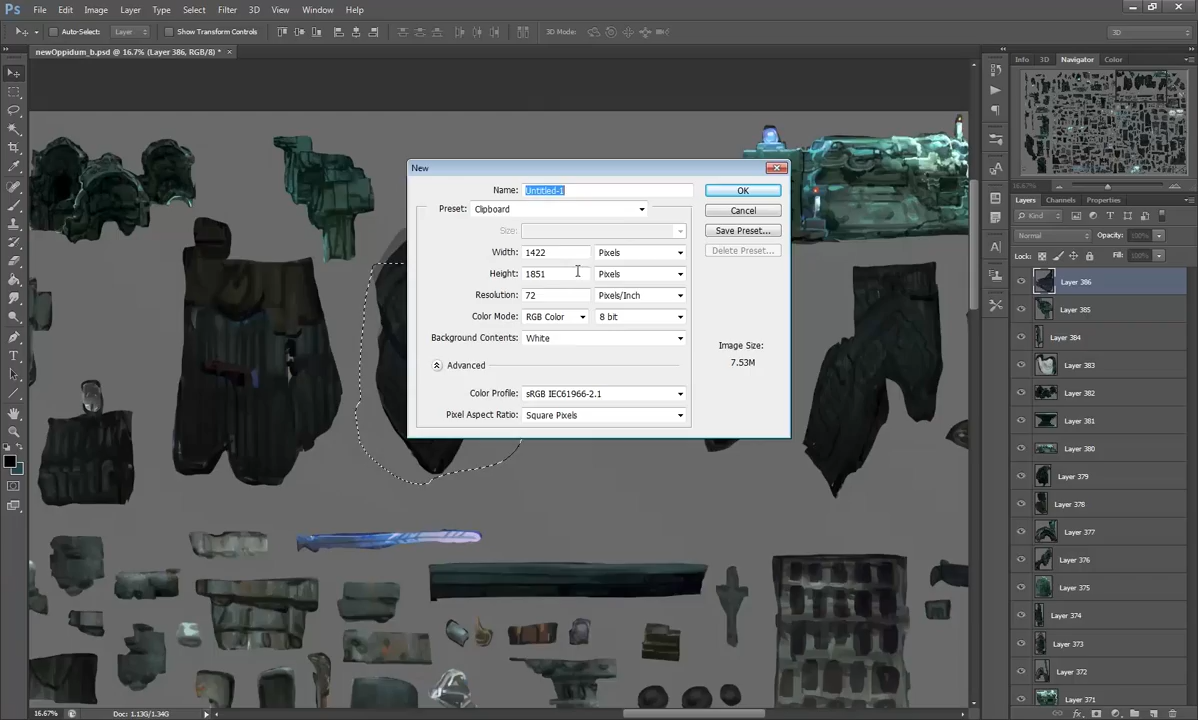 Ps File Edit Image Layer Type Select Filter 3D View Window Help
Auto-Select: Layer Show Transform Controls 3D Mode: 3D
newOppidum_b.psd @ 16.7% (Layer 386, RGB/8) * ×
Info 3D Navigator Color
New
Name: Untitled-1 OK
Preset: Clipboard Cancel
Size: Save Preset...
Width: 1422 Pixels Delete Preset...
Height: 1851 Pixels
Resolution: 72 Pixels/Inch
Color Mode: RGB Color 8 bit
Background Contents: White
Image Size:
7.53M
Advanced
Color Profile: sRGB IEC61966-2.1
Pixel Aspect Ratio: Square Pixels
16.67%
Layers Channels Paths
Kind
Normal Opacity: 100%
Lock: Fill: 100%
Layer 386
Layer 385
Layer 384
Layer 383
Layer 382
Layer 381
Layer 380
Layer 379
Layer 378
Layer 377
Layer 376
Layer 375
Layer 374
Layer 373
Layer 372
Layer 371
16.67% Doc: 1.13G/1.34G